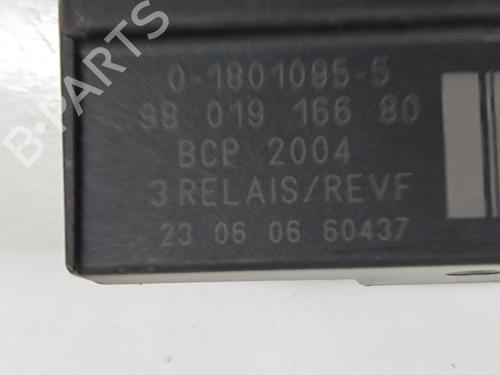 0-1801095-5
98 019 166 80
BCP 2004
3 RELAIS/REVF
23 06 06 60437
B-PARTS